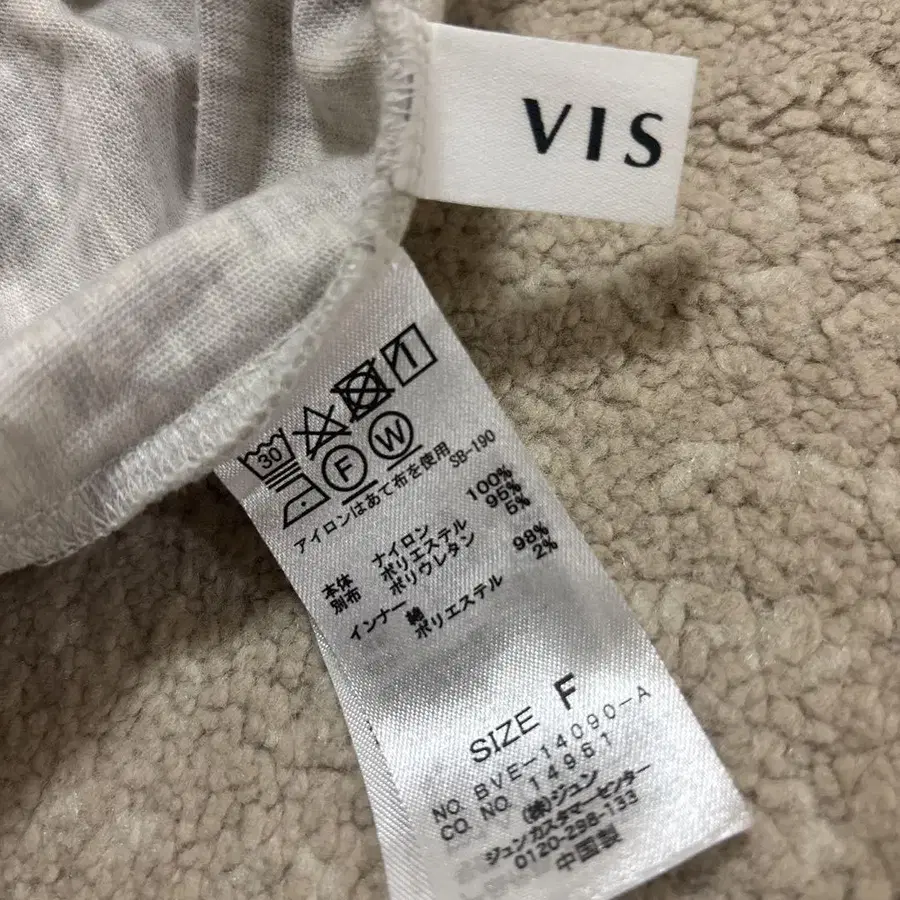 VIS
30
F W
アイロンはあて布を使用 SB-190
本体 ナイロン 100%
別布 ポリエステル 95%
ポリウレタン 5%
インナー 綿 98%
ポリエステル 2%
SIZE F
NO. BVE-14090-A
CO. NO. 14961
(株)ジュン
ジュンカスタマーセンター
0120-298-133
中国製